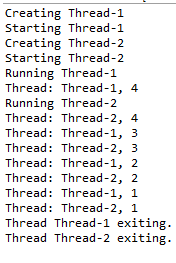 Creating Thread-1
Starting Thread-1
Creating Thread-2
Starting Thread-2
Running Thread-1
Thread: Thread-1, 4
Running Thread-2
Thread: Thread-2, 4
Thread: Thread-1, 3
Thread: Thread-2, 3
Thread: Thread-1, 2
Thread: Thread-2, 2
Thread: Thread-1, 1
Thread: Thread-2, 1
Thread Thread-1 exiting.
Thread Thread-2 exiting.